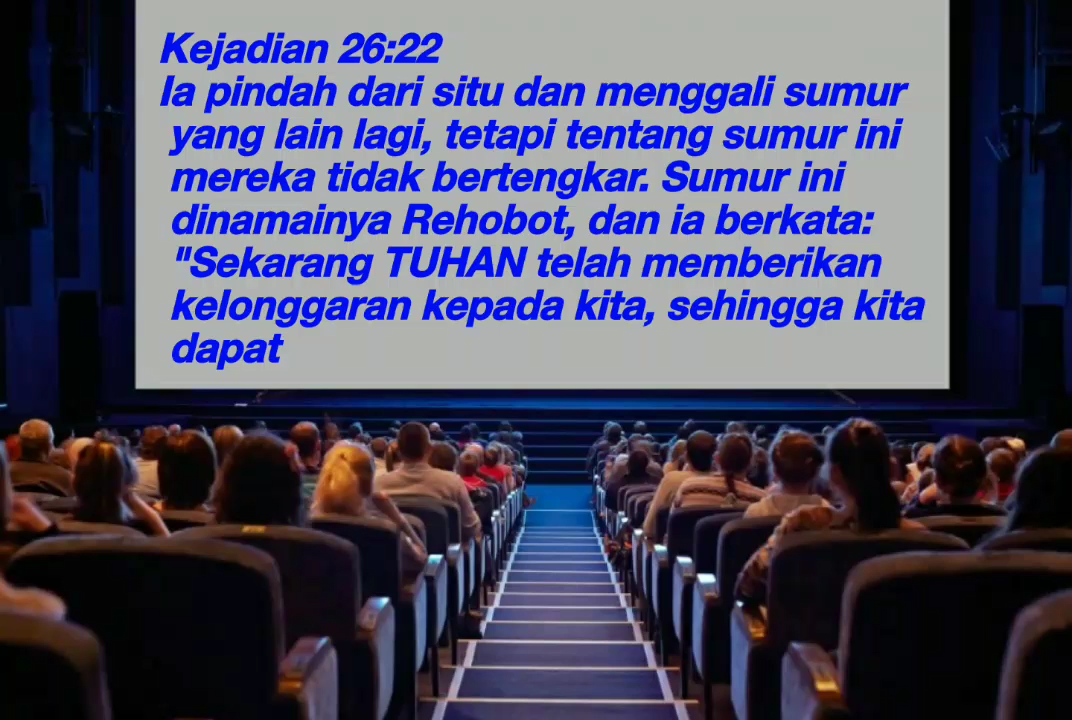 Kejadian 26:22
Ia pindah dari situ dan menggali sumur
yang lain lagi, tetapi tentang sumur ini
mereka tidak bertengkar. Sumur ini
dinamainya Rehobot, dan ia berkata:
"Sekarang TUHAN telah memberikan
kelonggaran kepada kita, sehingga kita
dapat